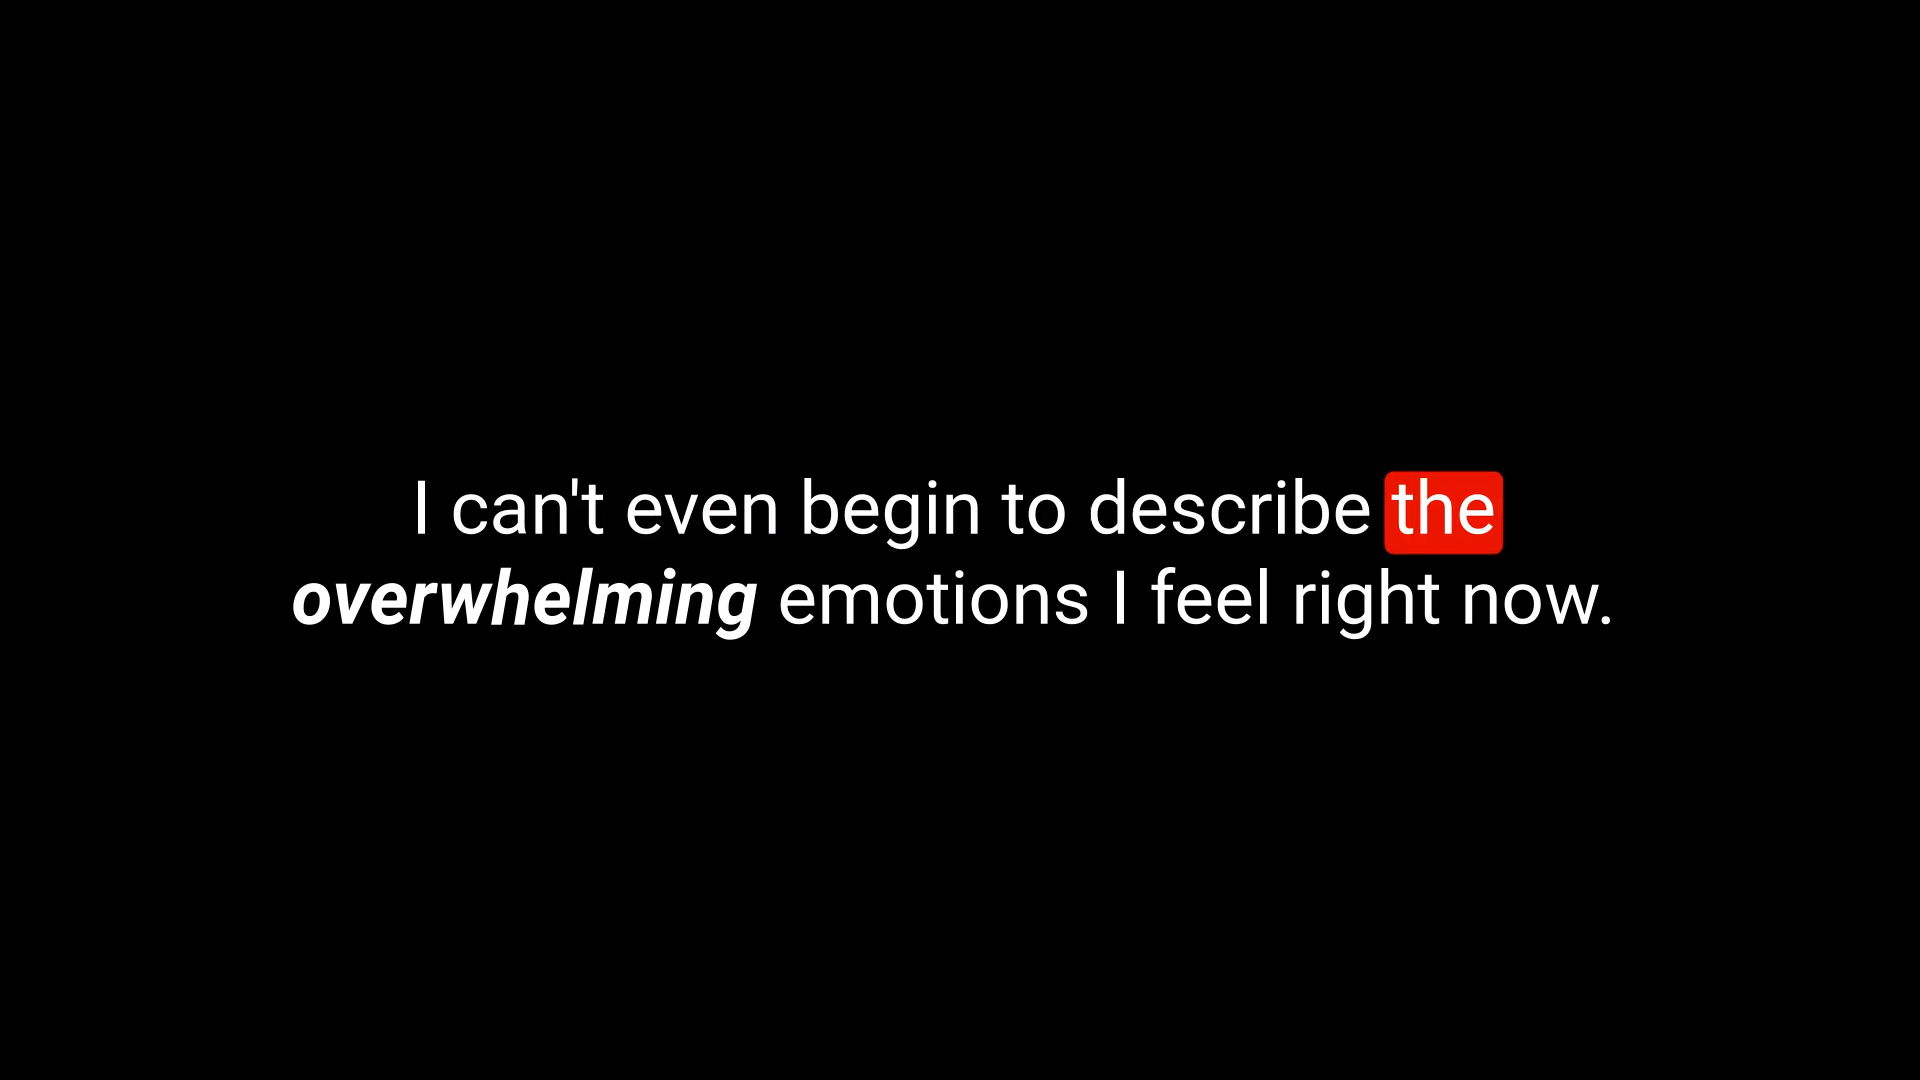 I can't even begin to describe the
overwhelming emotions I feel right now.